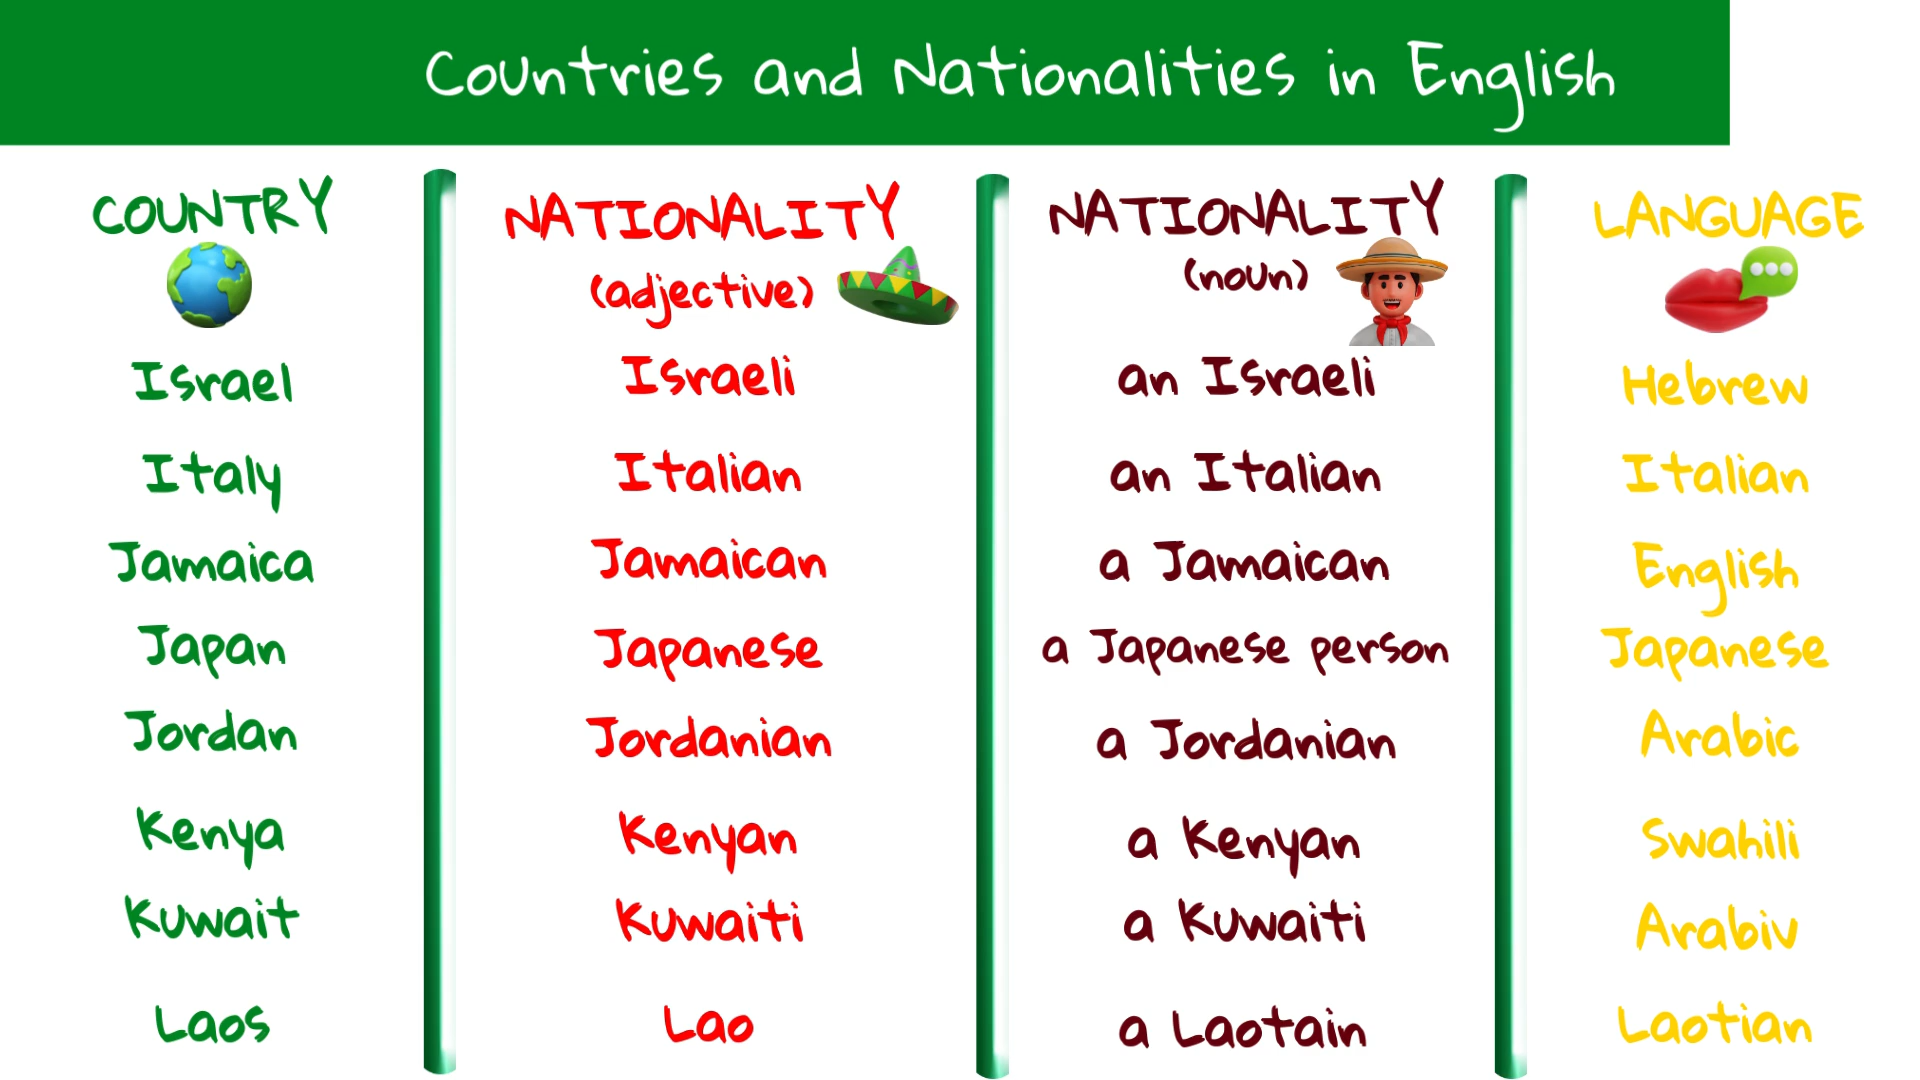 Countries and Nationalities in English
COUNTRY NATIONALITY NATIONALITY LANGUAGE
(adjective) (noun)
Israel Israeli an Israeli Hebrew
Italy Italian an Italian Italian
Jamaica Jamaican a Jamaican English
Japan Japanese a Japanese person Japanese
Jordan Jordanian a Jordanian Arabic
Kenya Kenyan a Kenyan Swahili
Kuwait Kuwaiti a Kuwaiti Arabiv
Laos Lao a Laotain Laotian